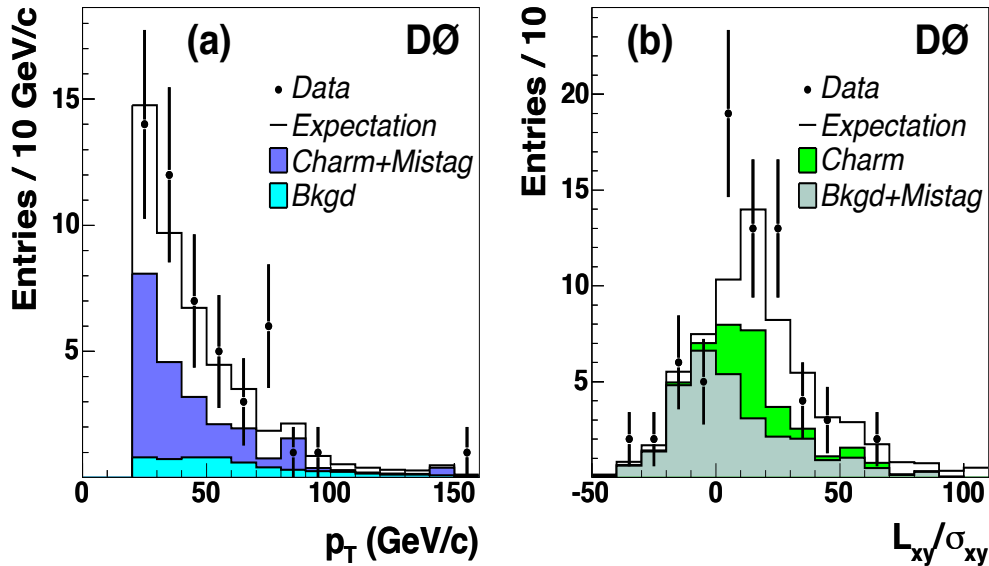 (a)
DØ
Entries / 10 GeV/c
Data
Expectation
Charm+Mistag
Bkgd
15
10
5
0
50
100
150
p_T (GeV/c)
(b)
DØ
Entries / 10
Data
Expectation
Charm
Bkgd+Mistag
20
15
10
5
-50
0
50
100
L_xy/σ_xy